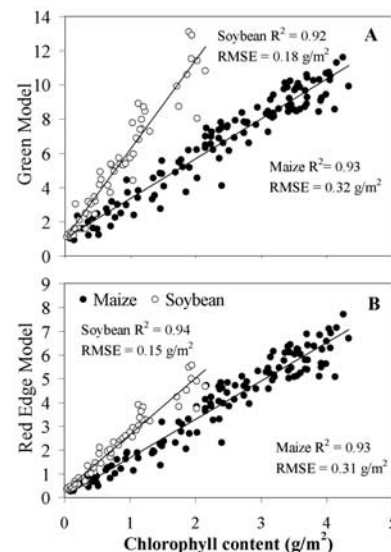 14
A
Soybean R² = 0.92
12
RMSE = 0.18 g/m²
10
8
Green Model
6
4
Maize R²= 0.93
RMSE = 0.32 g/m²
2
0
9
B
Maize Soybean
8
Soybean R² = 0.94
7
RMSE = 0.15 g/m²
6
5
Red Edge Model
4
3
Maize R² = 0.93
2
RMSE = 0.31 g/m²
1
0
0 1 2 3 4 5
Chlorophyll content (g/m²)